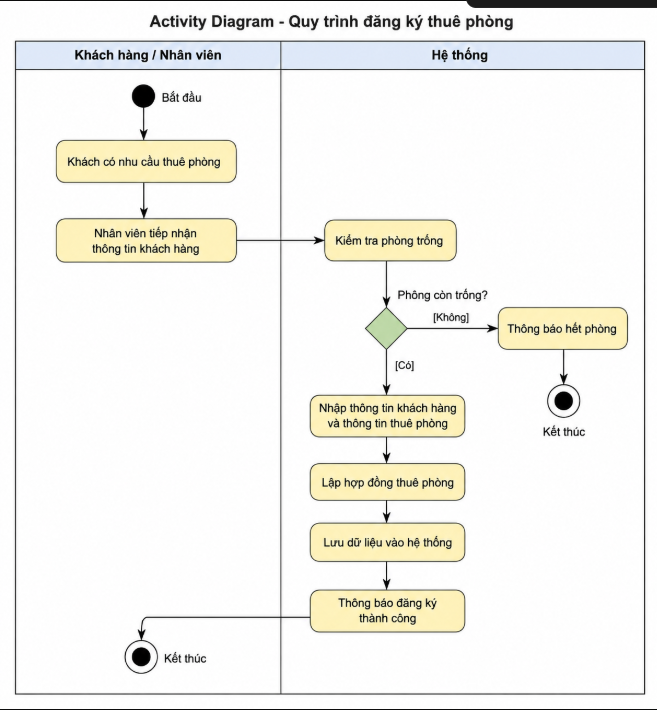 Activity Diagram - Quy trình đăng ký thuê phòng
Khách hàng / Nhân viên
Hệ thống
Bắt đầu
Khách có nhu cầu thuê phòng
Nhân viên tiếp nhận
thông tin khách hàng
Kiểm tra phòng trống
Phòng còn trống?
[Không]
Thông báo hết phòng
[Có]
Kết thúc
Nhập thông tin khách hàng
và thông tin thuê phòng
Lập hợp đồng thuê phòng
Lưu dữ liệu vào hệ thống
Thông báo đăng ký
thành công
Kết thúc